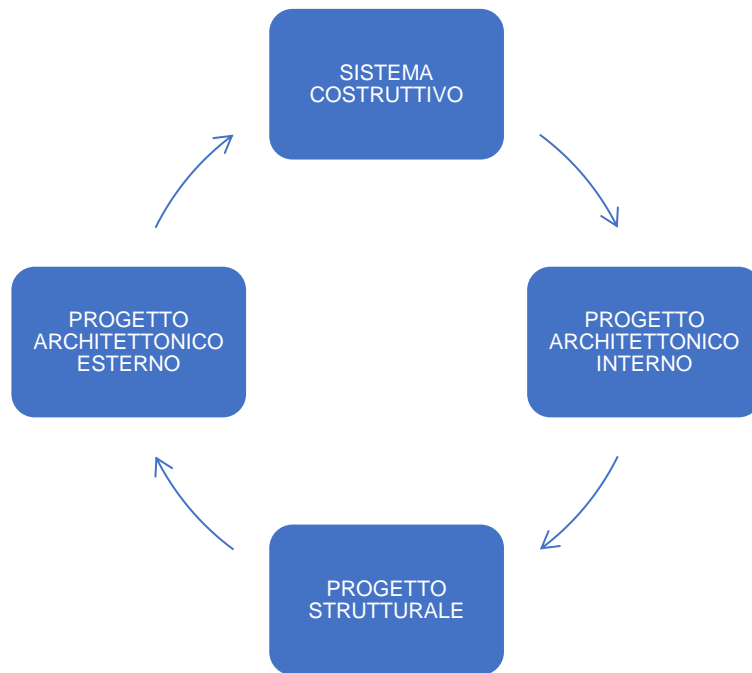 SISTEMA
COSTRUTTIVO
PROGETTO
ARCHITETTONICO
ESTERNO
PROGETTO
ARCHITETTONICO
INTERNO
PROGETTO
STRUTTURALE